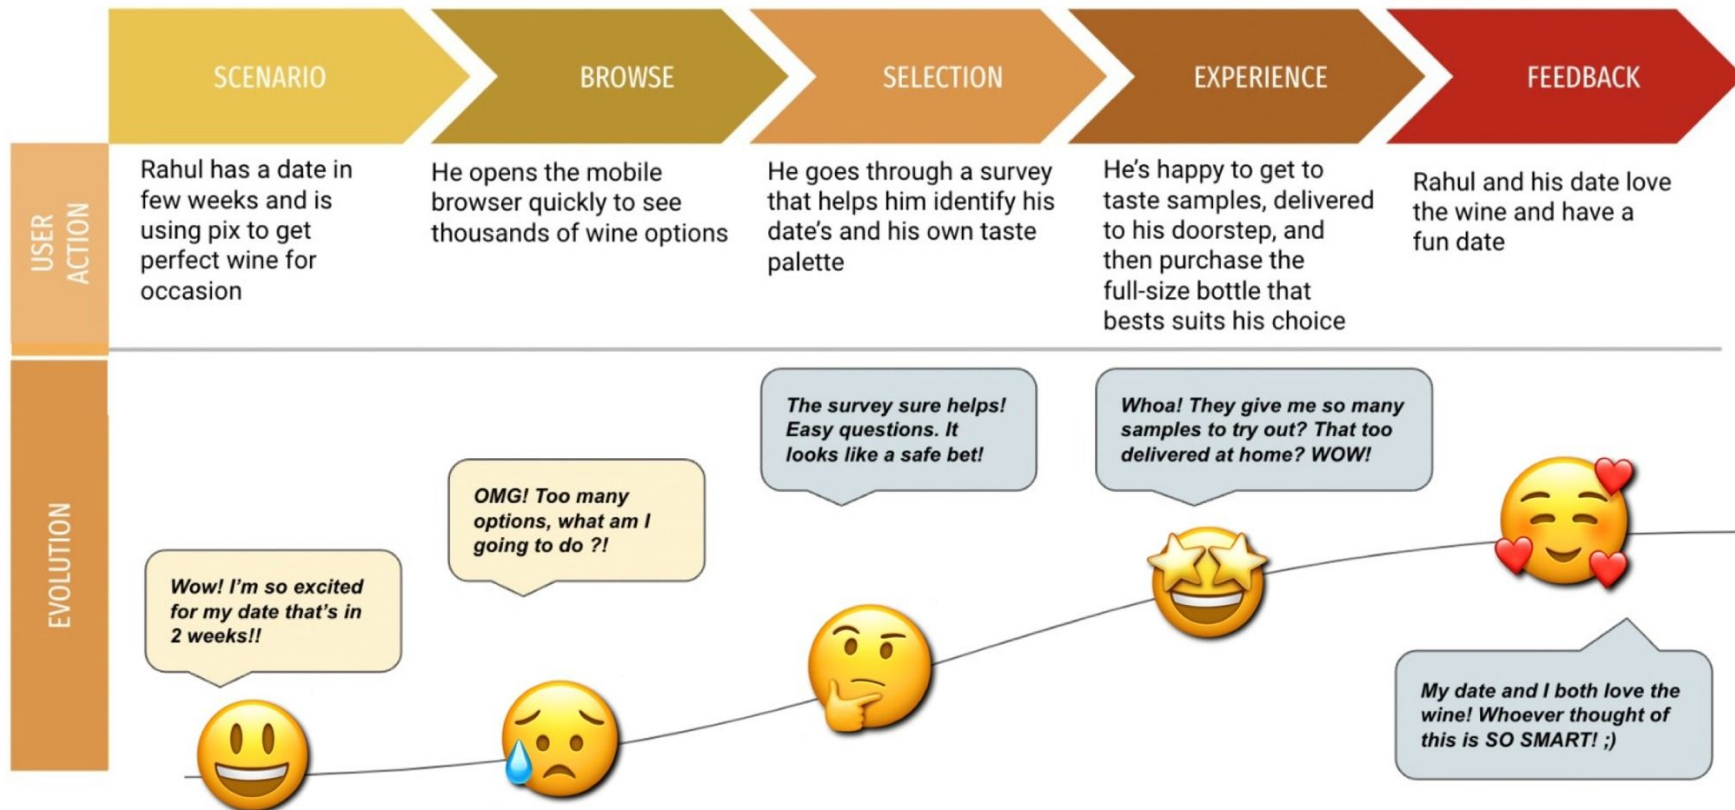 SCENARIO
BROWSE
SELECTION
EXPERIENCE
FEEDBACK
USER
ACTION
Rahul has a date in
few weeks and is
using pix to get
perfect wine for
occasion
He opens the mobile
browser quickly to see
thousands of wine options
He goes through a survey
that helps him identify his
date's and his own taste
palette
He's happy to get to
taste samples, delivered
to his doorstep, and
then purchase the
full-size bottle that
bests suits his choice
Rahul and his date love
the wine and have a
fun date
EVOLUTION
Wow! I'm so excited
for my date that's in
2 weeks!!
OMG! Too many
options, what am I
going to do ?!
The survey sure helps!
Easy questions. It
looks like a safe bet!
Whoa! They give me so many
samples to try out? That too
delivered at home? WOW!
My date and I both love the
wine! Whoever thought of
this is SO SMART! ;)